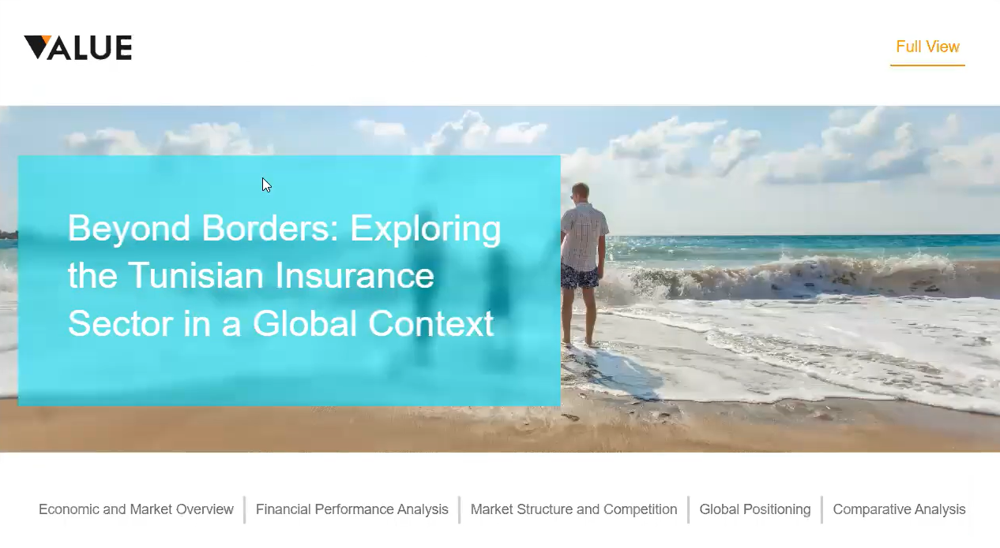 VALUE
Full View
Beyond Borders: Exploring
the Tunisian Insurance
Sector in a Global Context
Economic and Market Overview
Financial Performance Analysis
Market Structure and Competition
Global Positioning
Comparative Analysis